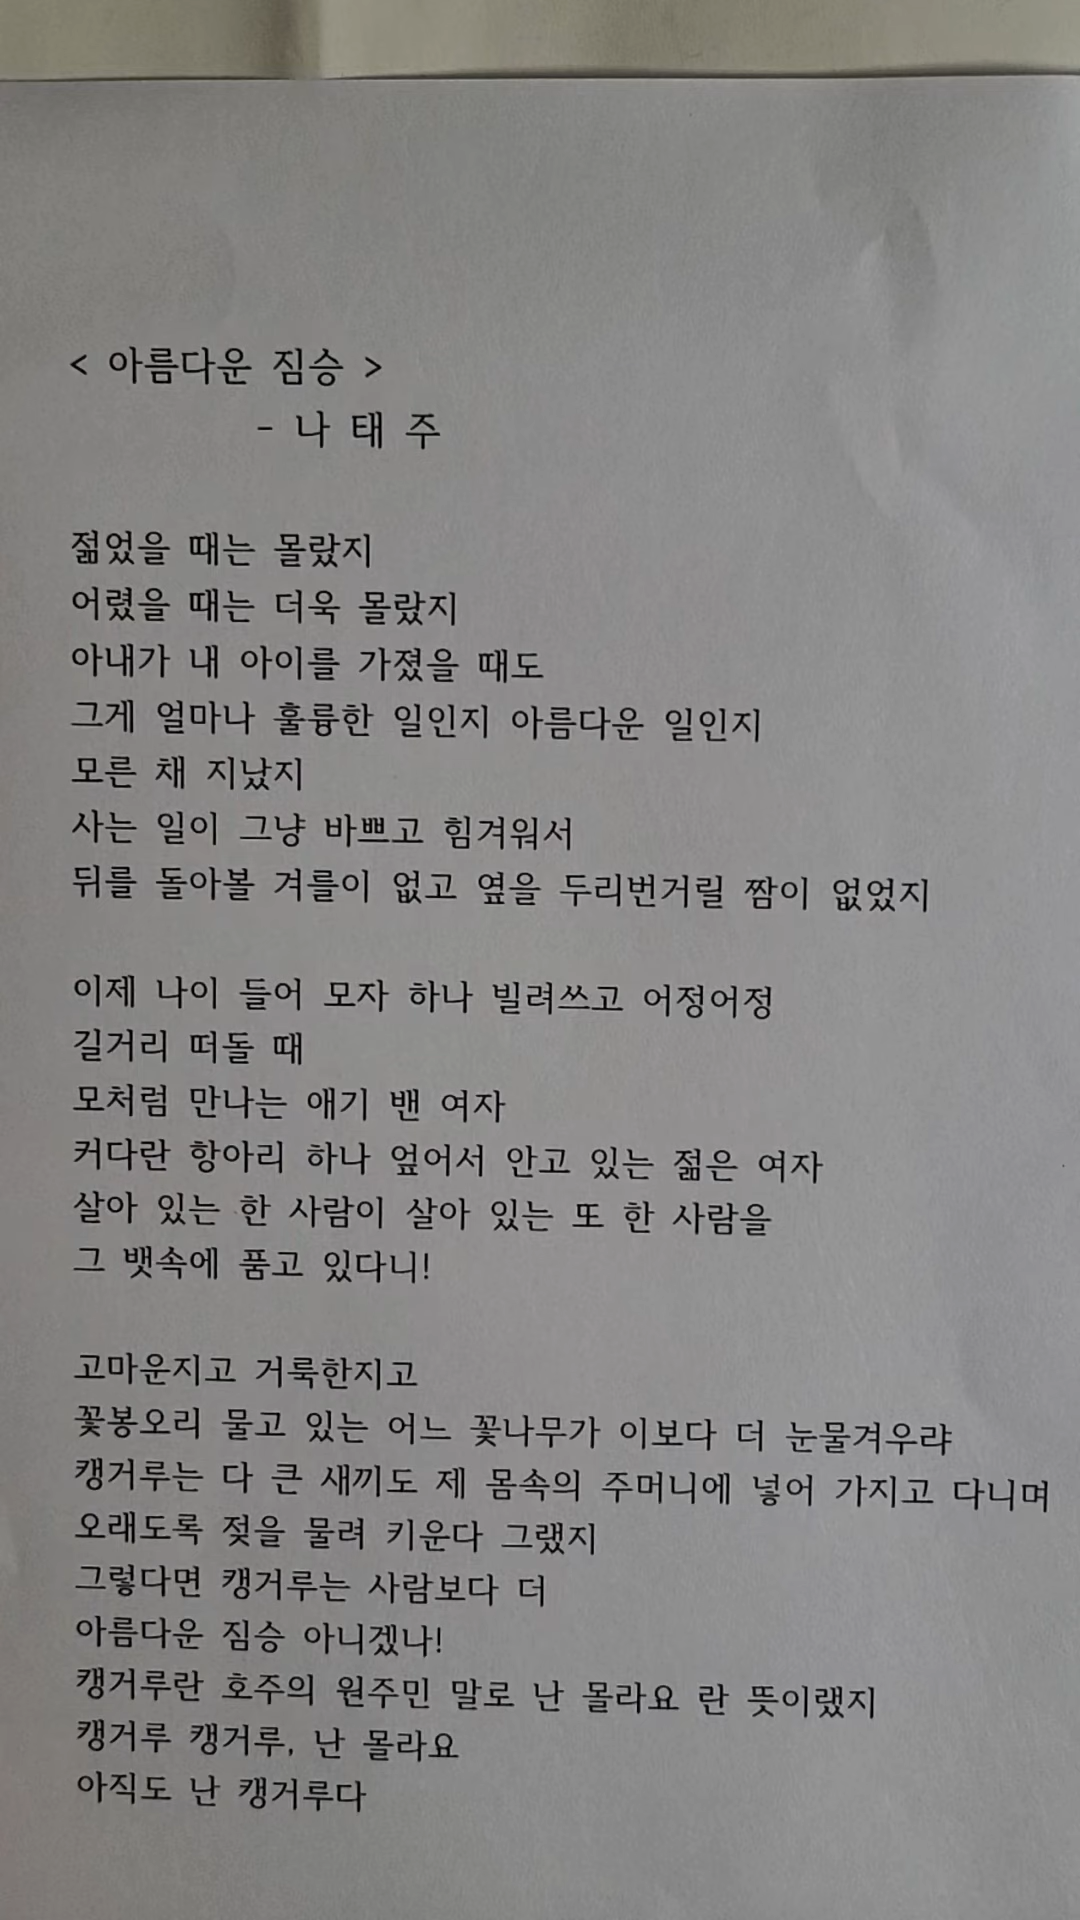 < 아름다운 짐승 >
- 나 태 주
젊었을 때는 몰랐지
어렸을 때는 더욱 몰랐지
아내가 내 아이를 가졌을 때도
그게 얼마나 훌륭한 일인지 아름다운 일인지
모른 채 지났지
사는 일이 그냥 바쁘고 힘겨워서
뒤를 돌아볼 겨를이 없고 옆을 두리번거릴 짬이 없었지
이제 나이 들어 모자 하나 빌려쓰고 어정어정
길거리 떠돌 때
모처럼 만나는 애기 밴 여자
커다란 항아리 하나 엎어서 안고 있는 젊은 여자
살아 있는 한 사람이 살아 있는 또 한 사람을
그 뱃속에 품고 있다니!
고마운지고 거룩한지고
꽃봉오리 물고 있는 어느 꽃나무가 이보다 더 눈물겨우랴
캥거루는 다 큰 새끼도 제 몸속의 주머니에 넣어 가지고 다니며
오래도록 젖을 물려 키운다 그랬지
그렇다면 캥거루는 사람보다 더
아름다운 짐승 아니겠나!
캥거루란 호주의 원주민 말로 난 몰라요 란 뜻이랬지
캥거루 캥거루, 난 몰라요
아직도 난 캥거루다